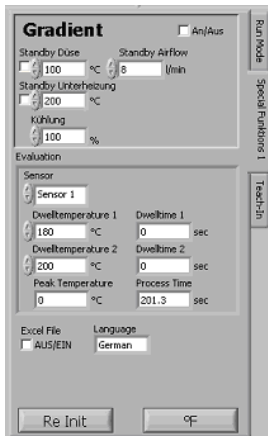 Gradient An/Aus
Standby Düse Standby Airflow
100 °C 8 l/min
Standby Unterheizung
200 °C
Kühlung
100 %
Evaluation
Sensor
Sensor 1
Dwelltemperature 1 Dwelltime 1
180 °C 0 sec
Dwelltemperature 2 Dwelltime 2
200 °C 0 sec
Peak Temperature Process Time
0 °C 201.3 sec
Excel File Language
AUS/EIN German
Re Init °F
Run Mode
Special Funktions 1
Teach-In